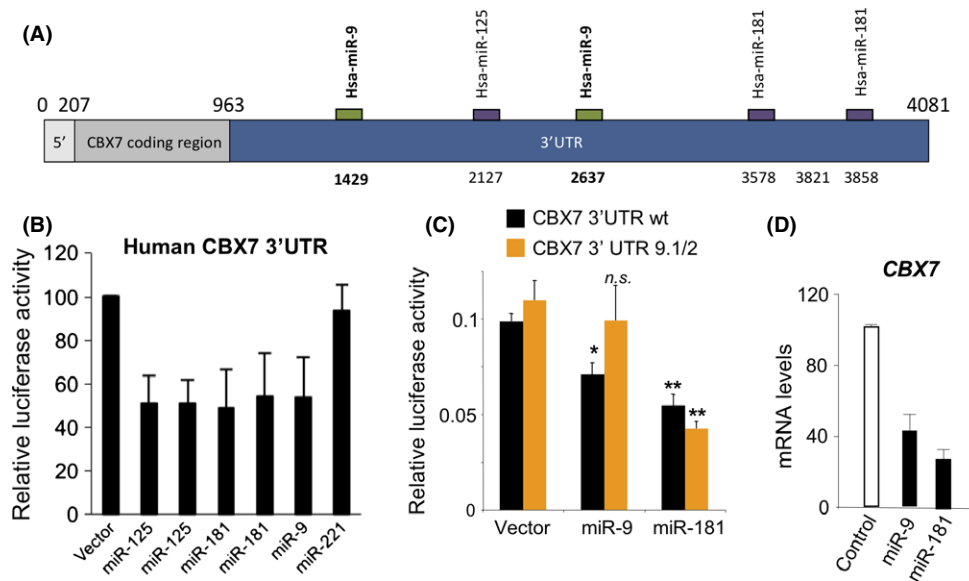 (A)
Hsa-miR-9
Hsa-miR-125
Hsa-miR-9
Hsa-miR-181
Hsa-miR-181
0 207 963 4081
5' CBX7 coding region 3'UTR
1429 2127 2637 3578 3821 3858
(B)
Human CBX7 3'UTR
Relative luciferase activity
120
100
80
60
40
20
0
Vector
miR-125
miR-125
miR-181
miR-181
miR-9
miR-221
(C)
CBX7 3'UTR wt
CBX7 3' UTR 9.1/2
Relative luciferase activity
0.1
0.05
0
n.s.
*
**
**
Vector miR-9 miR-181
(D)
CBX7
mRNA levels
120
80
40
0
Control
miR-9
miR-181